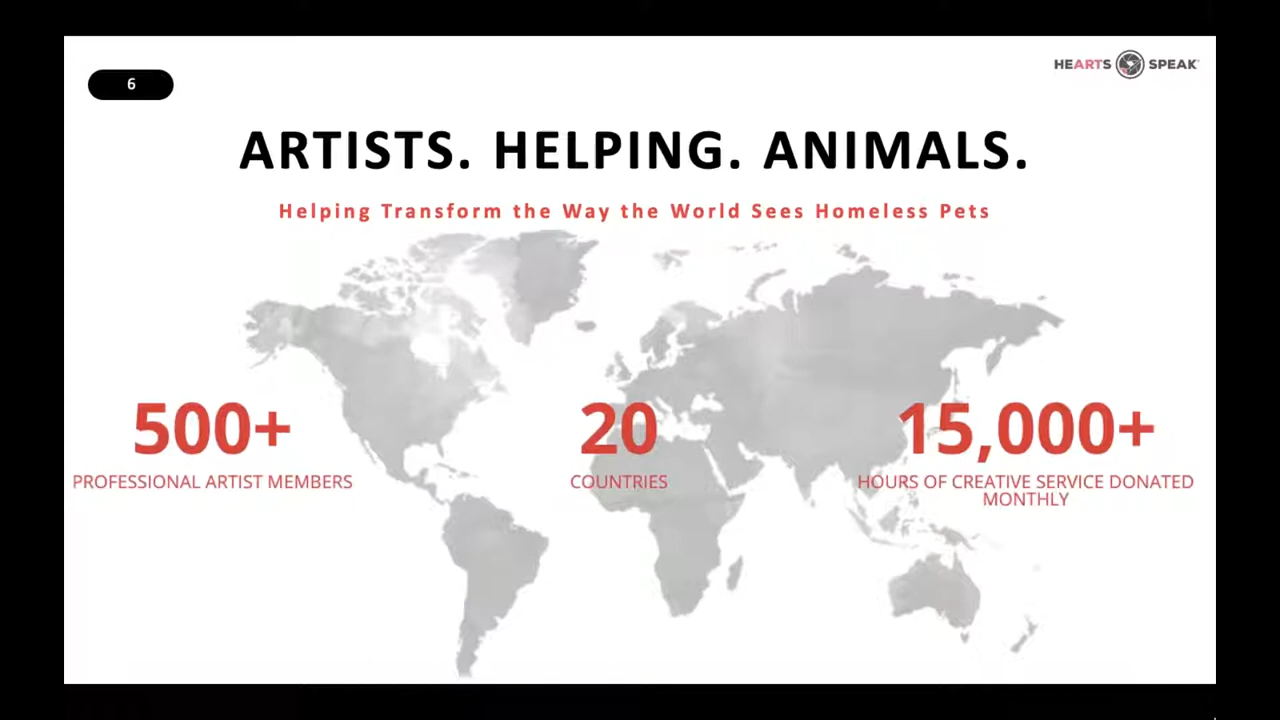 6
HEARTS SPEAK
ARTISTS. HELPING. ANIMALS.
Helping Transform the Way the World Sees Homeless Pets
500+
PROFESSIONAL ARTIST MEMBERS
20
COUNTRIES
15,000+
HOURS OF CREATIVE SERVICE DONATED
MONTHLY